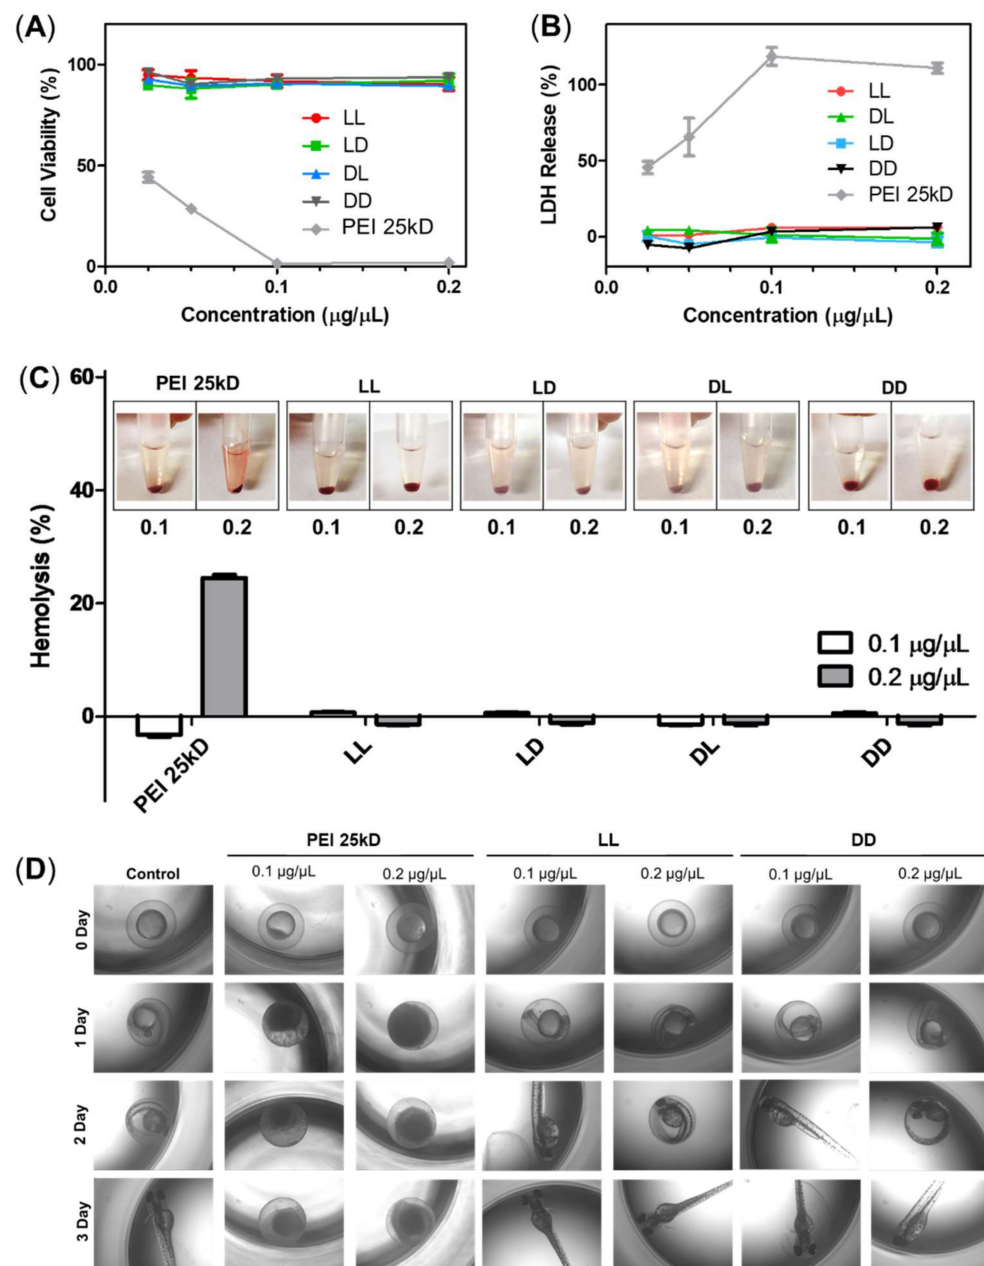 (A)
100
50
0
Cell Viability (%)
LL
LD
DL
DD
PEI 25kD
0.0
0.1
0.2
Concentration (μg/μL)
(B)
100
50
0
LDH Release (%)
LL
DL
LD
DD
PEI 25kD
0.0
0.1
0.2
Concentration (μg/μL)
(C)
60
40
20
0
Hemolysis (%)
PEI 25kD LL LD DL DD
0.1 0.2 0.1 0.2 0.1 0.2 0.1 0.2 0.1 0.2
0.1 μg/μL
0.2 μg/μL
PEI 25kD LL LD DL DD
(D)
PEI 25kD LL DD
Control 0.1 μg/μL 0.2 μg/μL 0.1 μg/μL 0.2 μg/μL 0.1 μg/μL 0.2 μg/μL
0 Day
1 Day
2 Day
3 Day